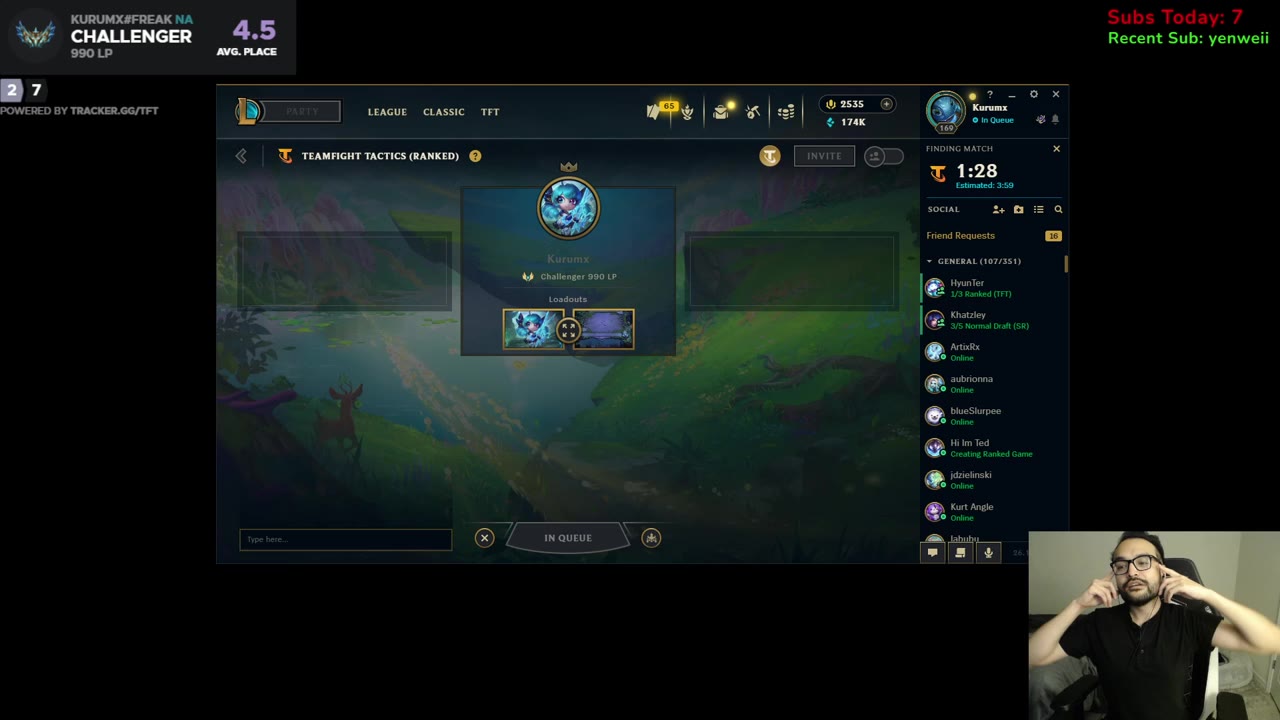 KURUMX#FREAK NA
CHALLENGER
990 LP
4.5
AVG. PLACE
2 7
POWERED BY TRACKER.GG/TFT
Subs Today: 7
Recent Sub: yenweii
PARTY
LEAGUE CLASSIC TFT
65
2535
174K
169
?
Kurumx
In Queue
TEAMFIGHT TACTICS (RANKED) ?
INVITE
Kurumx
Challenger 990 LP
Loadouts
FINDING MATCH
1:28
Estimated: 3:59
SOCIAL
Friend Requests 16
GENERAL (107/351)
HyunTer
1/3 Ranked (TFT)
Khatzley
3/5 Normal Draft (SR)
ArtixRx
Online
aubrionna
Online
blueSlurpee
Online
Hi Im Ted
Creating Ranked Game
jdzielinski
Online
Kurt Angle
Online
Type here...
IN QUEUE